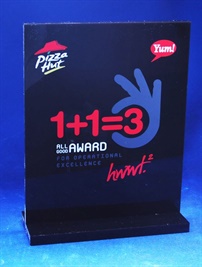 Pizza Hut
Yum!
1+1=3
ALL GOOD AWARD
FOR OPERATIONAL
EXCELLENCE